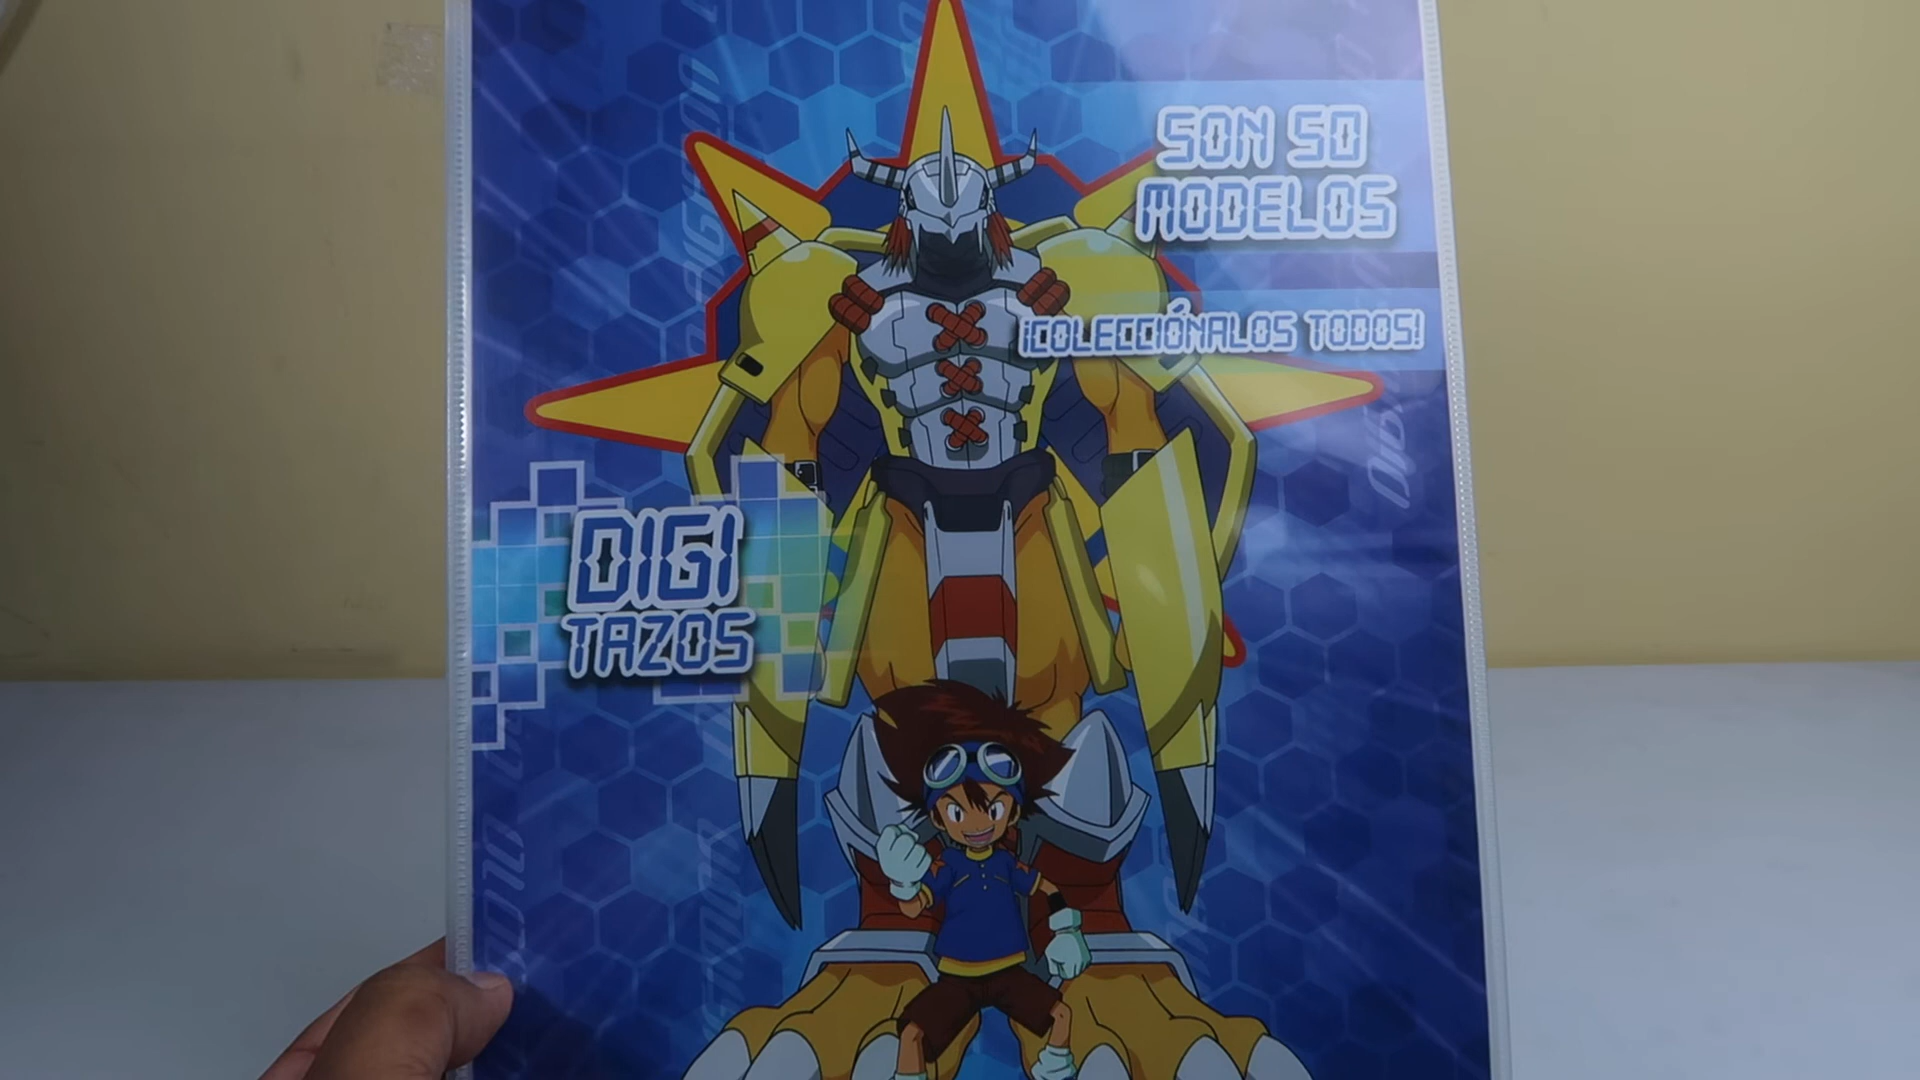 SON 50
MODELOS
¡COLECCIÓNALOS TODOS!
DIGI
TAZOS